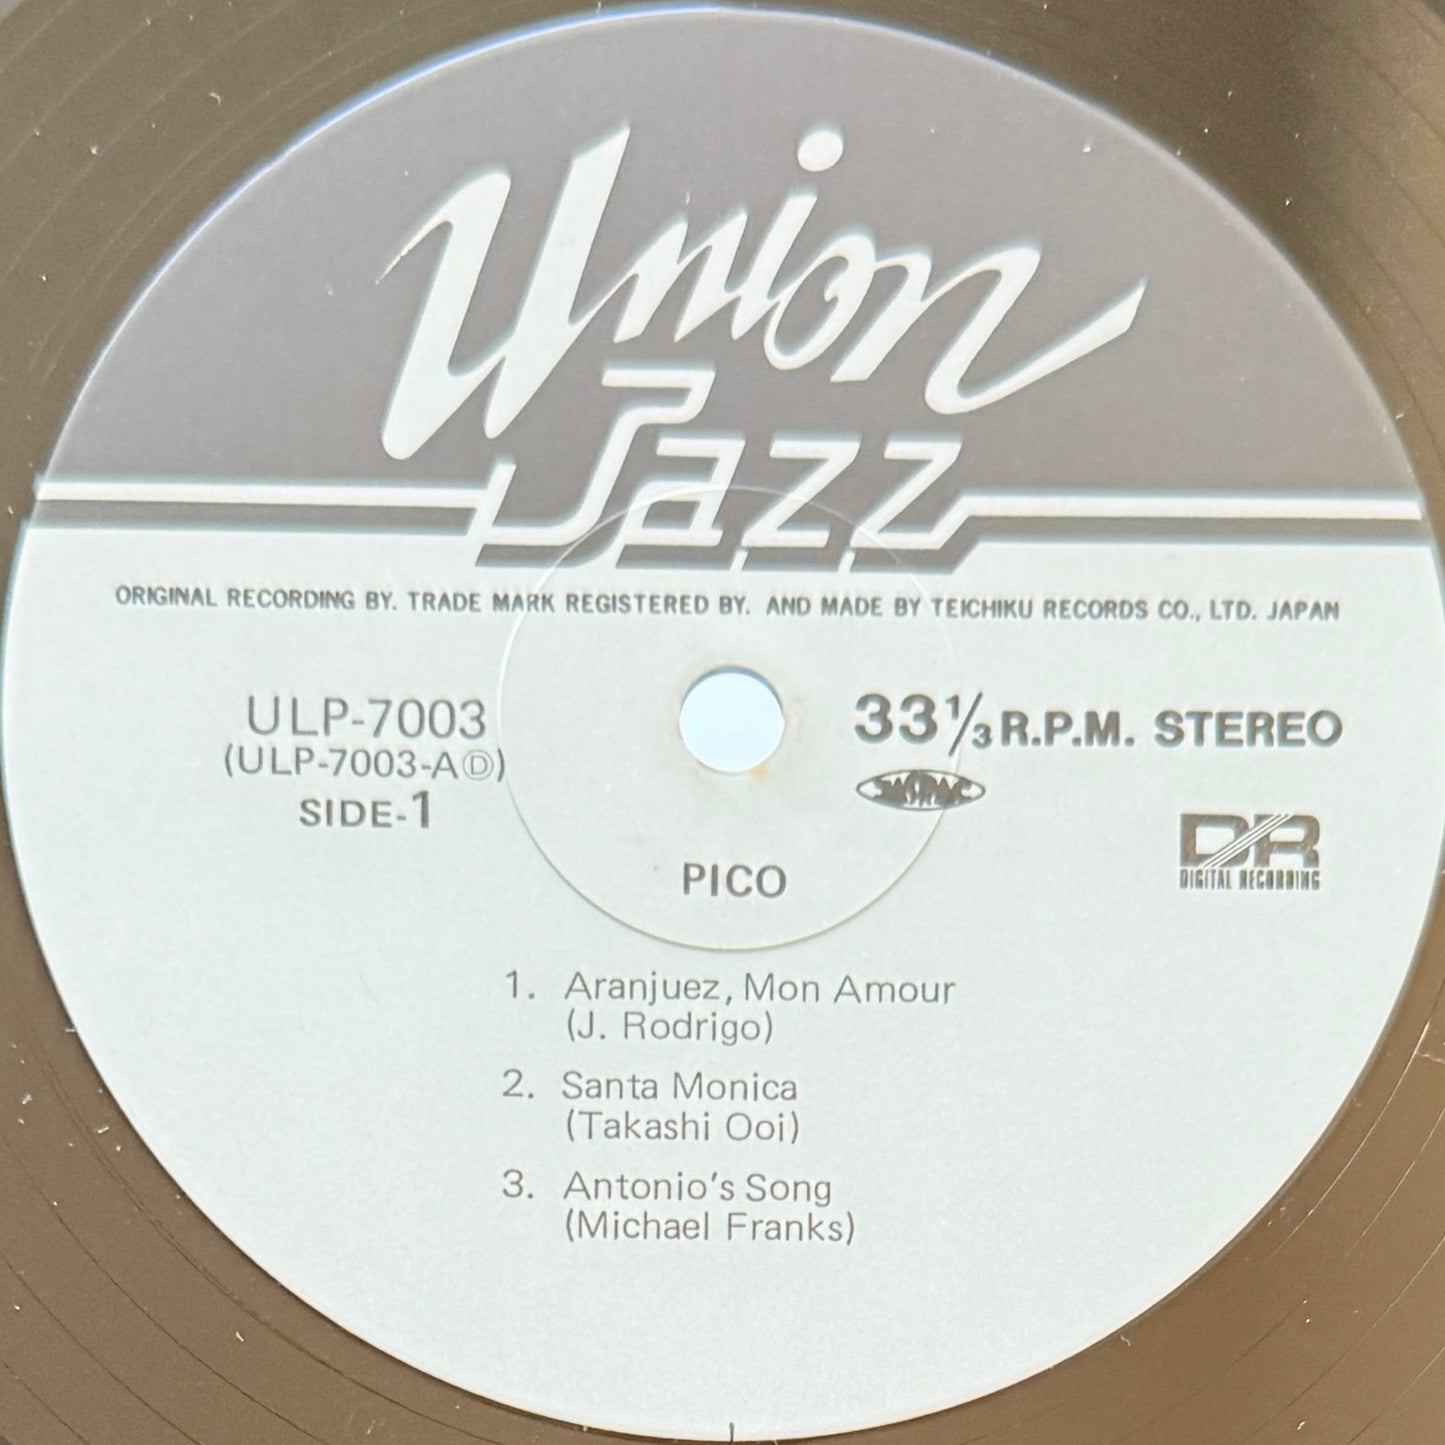 Union
Jazz
ORIGINAL RECORDING BY. TRADE MARK REGISTERED BY. AND MADE BY TEICHIKU RECORDS CO., LTD. JAPAN
ULP-7003
(ULP-7003-AⒹ)
SIDE-1
33⅓ R.P.M. STEREO
JASRAC
DR
DIGITAL RECORDING
PICO
1. Aranjuez, Mon Amour
(J. Rodrigo)
2. Santa Monica
(Takashi Ooi)
3. Antonio's Song
(Michael Franks)